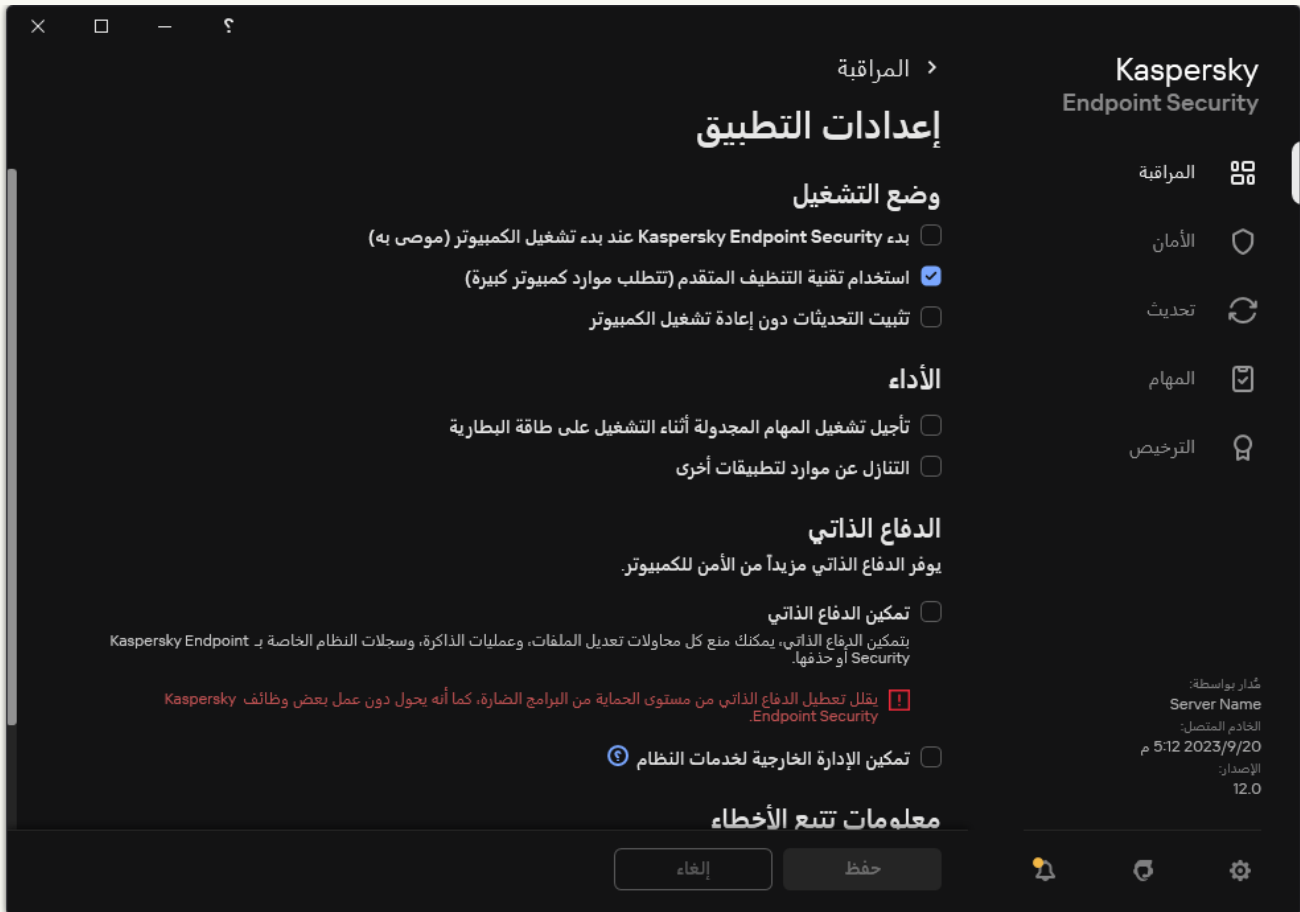 ؟
Kaspersky
Endpoint Security
المراقبة
الأمان
تحديث
المهام
الترخيص
مُدار بواسطة:
Server Name
الخادم المتصل:
2023/9/20 5:12 م
الإصدار:
12.0
المراقبة
إعدادات التطبيق
وضع التشغيل
بدء Kaspersky Endpoint Security عند بدء تشغيل الكمبيوتر (موصى به)
استخدام تقنية التنظيف المتقدم (تتطلب موارد كمبيوتر كبيرة)
تثبيت التحديثات دون إعادة تشغيل الكمبيوتر
الأداء
تأجيل تشغيل المهام المجدولة أثناء التشغيل على طاقة البطارية
التنازل عن موارد لتطبيقات أخرى
الدفاع الذاتي
يوفر الدفاع الذاتي مزيداً من الأمن للكمبيوتر.
تمكين الدفاع الذاتي
بتمكين الدفاع الذاتي، يمكنك منع كل محاولات تعديل الملفات، وعمليات الذاكرة، وسجلات النظام الخاصة بـ Kaspersky Endpoint
Security أو حذفها.
يقلل تعطيل الدفاع الذاتي من مستوى الحماية من البرامج الضارة، كما أنه يحول دون عمل بعض وظائف Kaspersky
Endpoint Security.
تمكين الإدارة الخارجية لخدمات النظام ؟
معلومات تتبع الأخطاء
حفظ
إلغاء